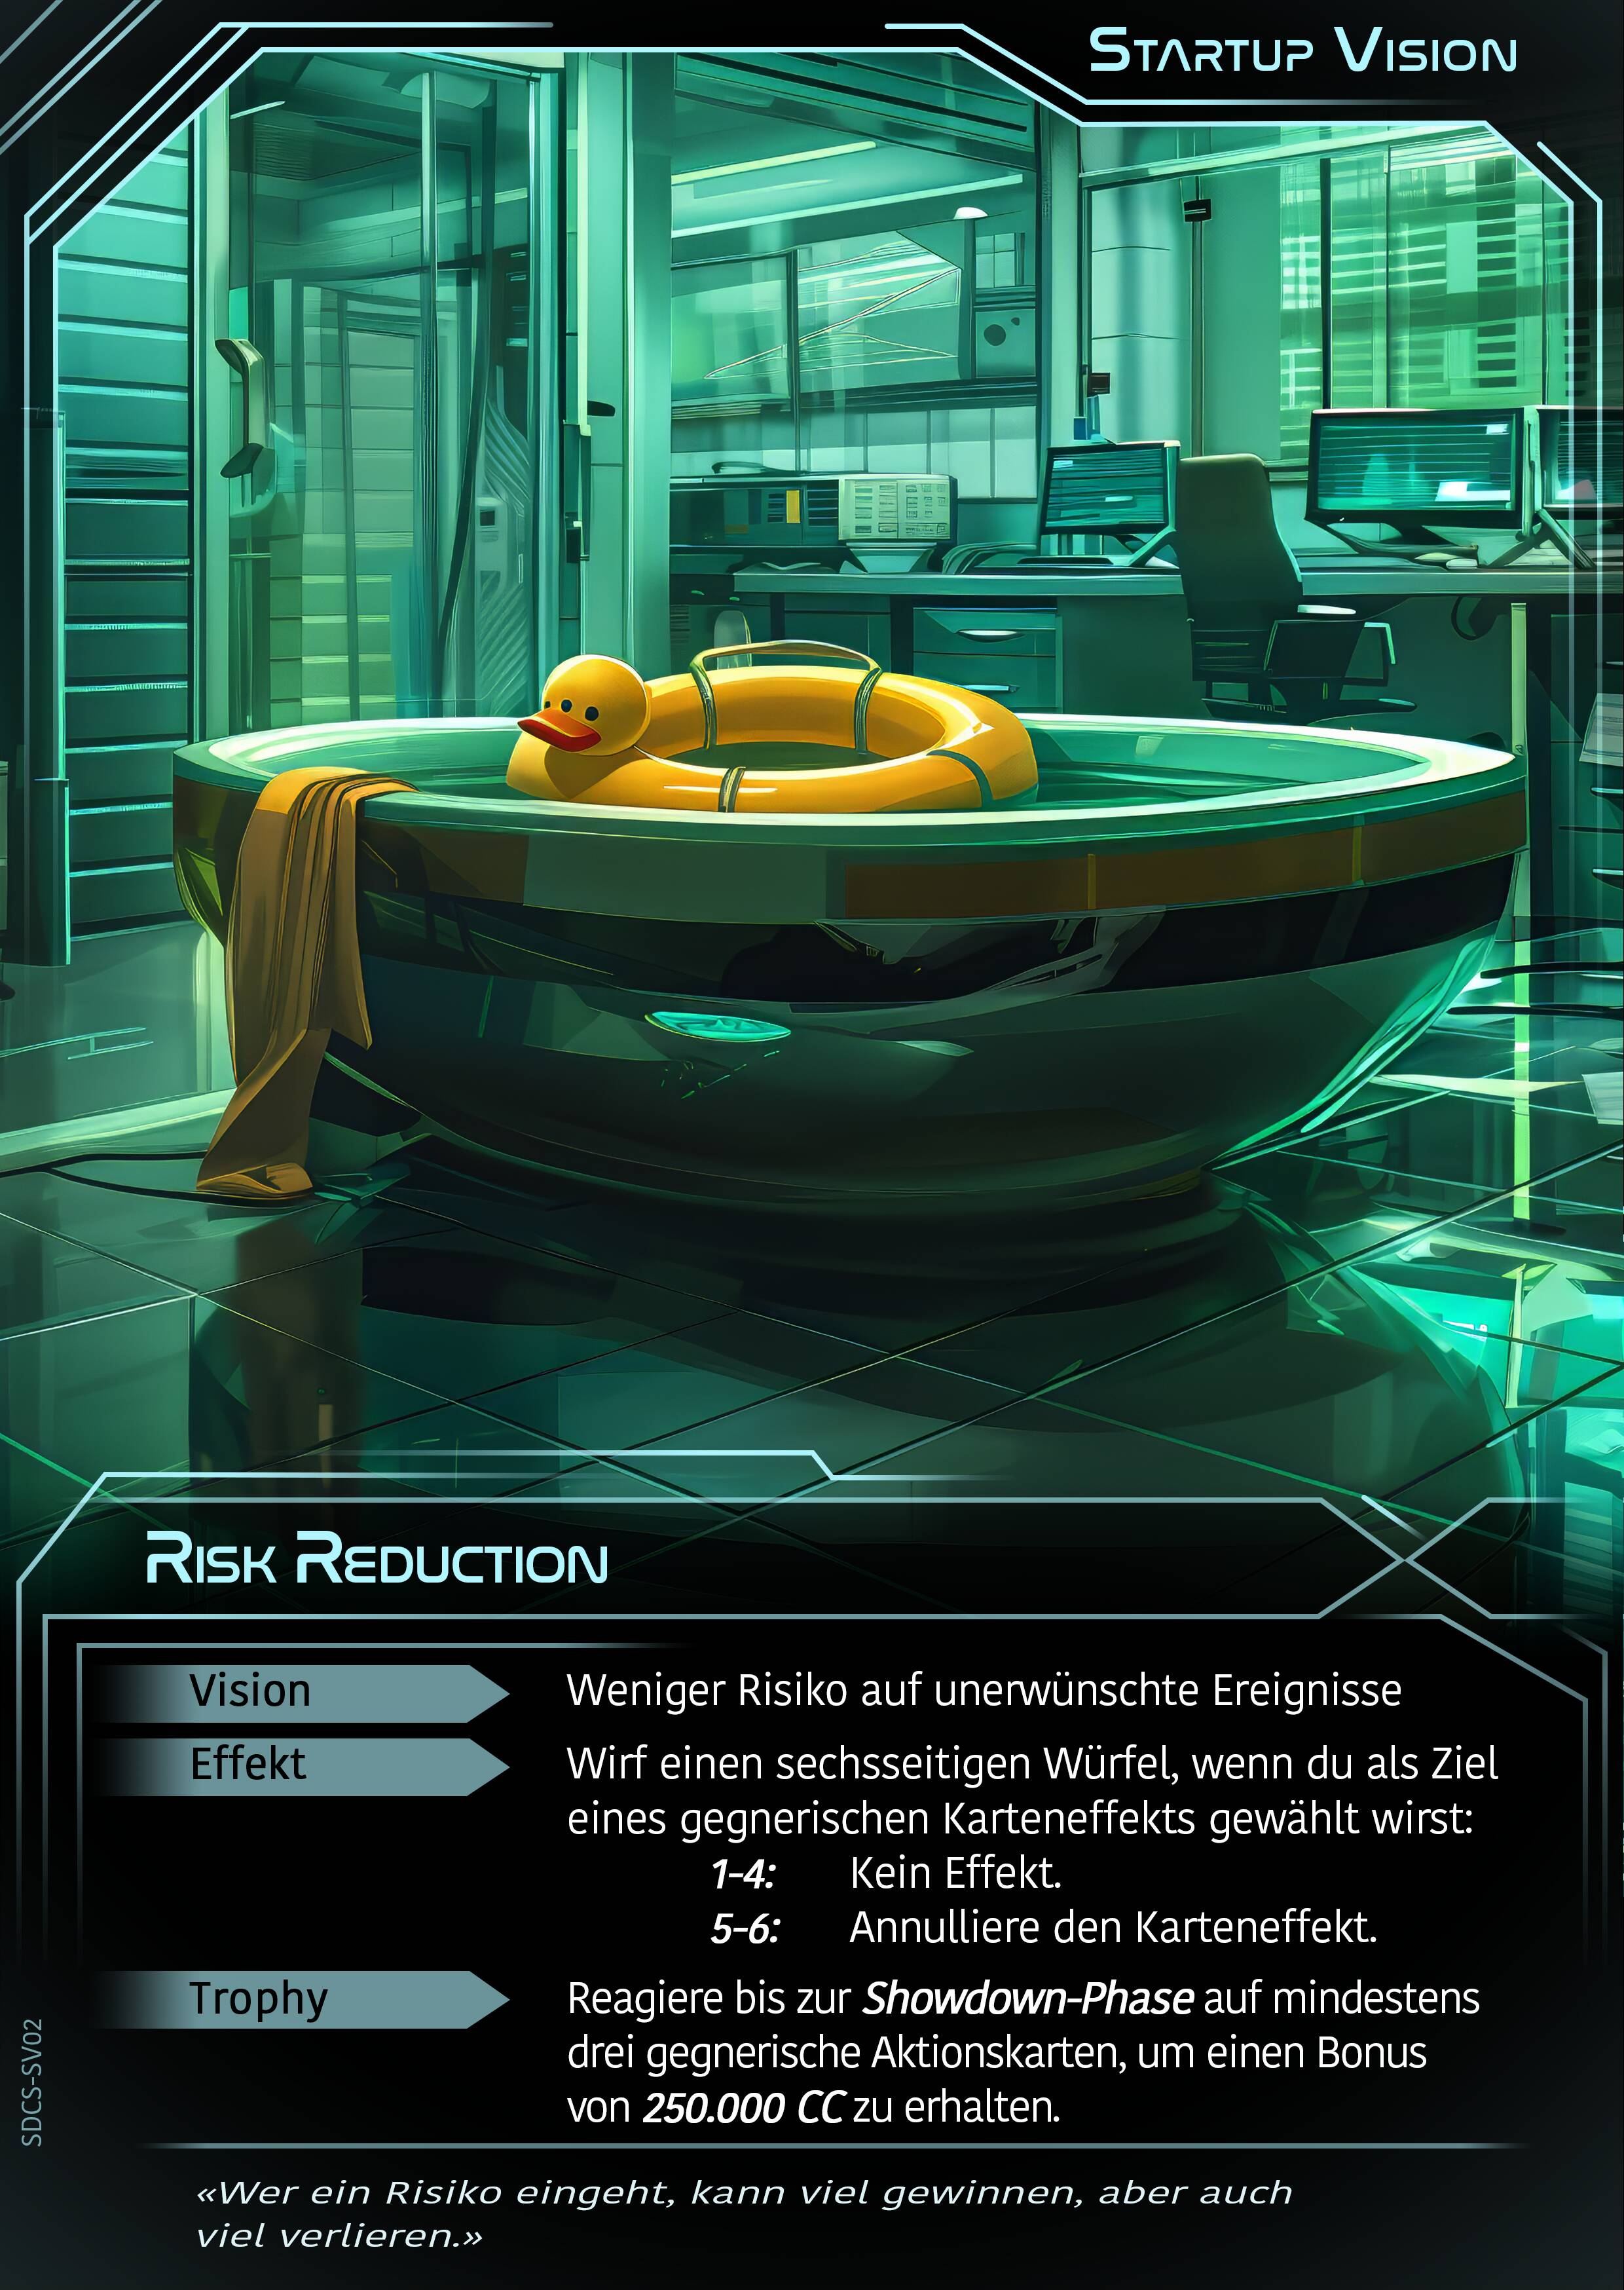 Startup Vision
Risk Reduction
Vision
Weniger Risiko auf unerwünschte Ereignisse
Effekt
Wirf einen sechsseitigen Würfel, wenn du als Ziel
eines gegnerischen Karteneffekts gewählt wirst:
1-4: Kein Effekt.
5-6: Annulliere den Karteneffekt.
Trophy
Reagiere bis zur Showdown-Phase auf mindestens
drei gegnerische Aktionskarten, um einen Bonus
von 250.000 CC zu erhalten.
SDCS-SV02
«Wer ein Risiko eingeht, kann viel gewinnen, aber auch
viel verlieren.»